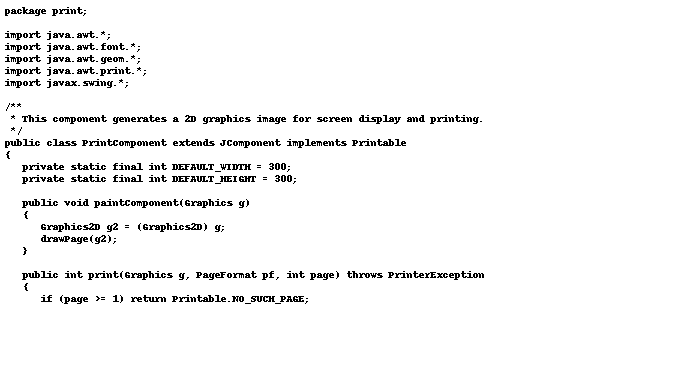 package print;

import java.awt.*;
import java.awt.font.*;
import java.awt.geom.*;
import java.awt.print.*;
import javax.swing.*;

/**
 * This component generates a 2D graphics image for screen display and printing.
 */
public class PrintComponent extends JComponent implements Printable
{
   private static final int DEFAULT_WIDTH = 300;
   private static final int DEFAULT_HEIGHT = 300;

   public void paintComponent(Graphics g)
   {
      Graphics2D g2 = (Graphics2D) g;
      drawPage(g2);
   }

   public int print(Graphics g, PageFormat pf, int page) throws PrinterException
   {
      if (page >= 1) return Printable.NO_SUCH_PAGE;